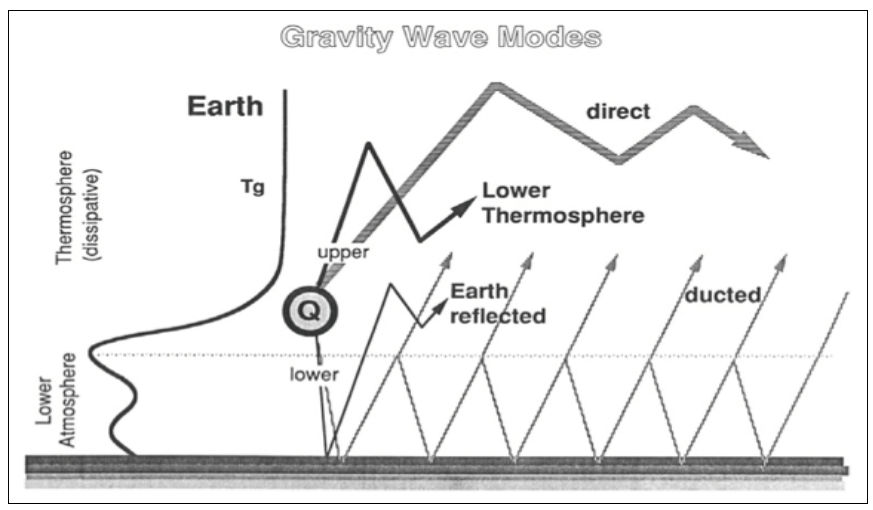 Gravity Wave Modes
Earth
direct
Thermosphere
(dissipative)
Tg
Lower
Thermosphere
upper
Q
Earth
reflected
ducted
lower
Lower
Atmosphere